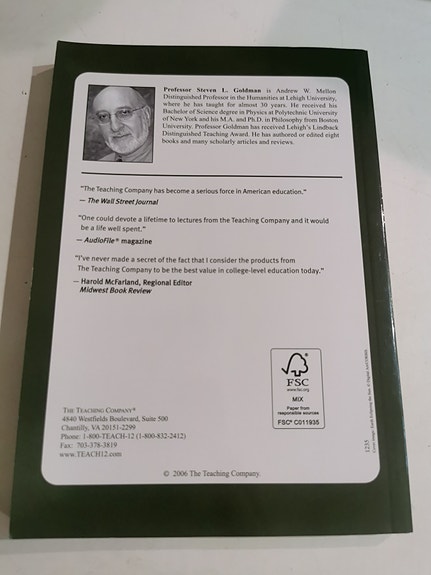 Professor Steven L. Goldman is Andrew W. Mellon
Distinguished Professor in the Humanities at Lehigh University,
where he has taught for almost 30 years. He received his
Bachelor of Science degree in Physics at Polytechnic University
of New York and his M.A. and Ph.D. in Philosophy from Boston
University. Professor Goldman has received Lehigh's Lindback
Distinguished Teaching Award. He has authored or edited eight
books and many scholarly articles and reviews.
"The Teaching Company has become a serious force in American education."
— The Wall Street Journal
"One could devote a lifetime to lectures from the Teaching Company and it would
be a life well spent."
— AudioFile® magazine
"I've never made a secret of the fact that I consider the products from
The Teaching Company to be the best value in college-level education today."
— Harold McFarland, Regional Editor
Midwest Book Review
THE TEACHING COMPANY®
4840 Westfields Boulevard, Suite 500
Chantilly, VA 20151-2299
Phone: 1-800-TEACH-12 (1-800-832-2412)
Fax: 703-378-3819
www.TEACH12.com
FSC
www.fsc.org
MIX
Paper from
responsible sources
FSC® C011935
1235
© 2006 The Teaching Company.